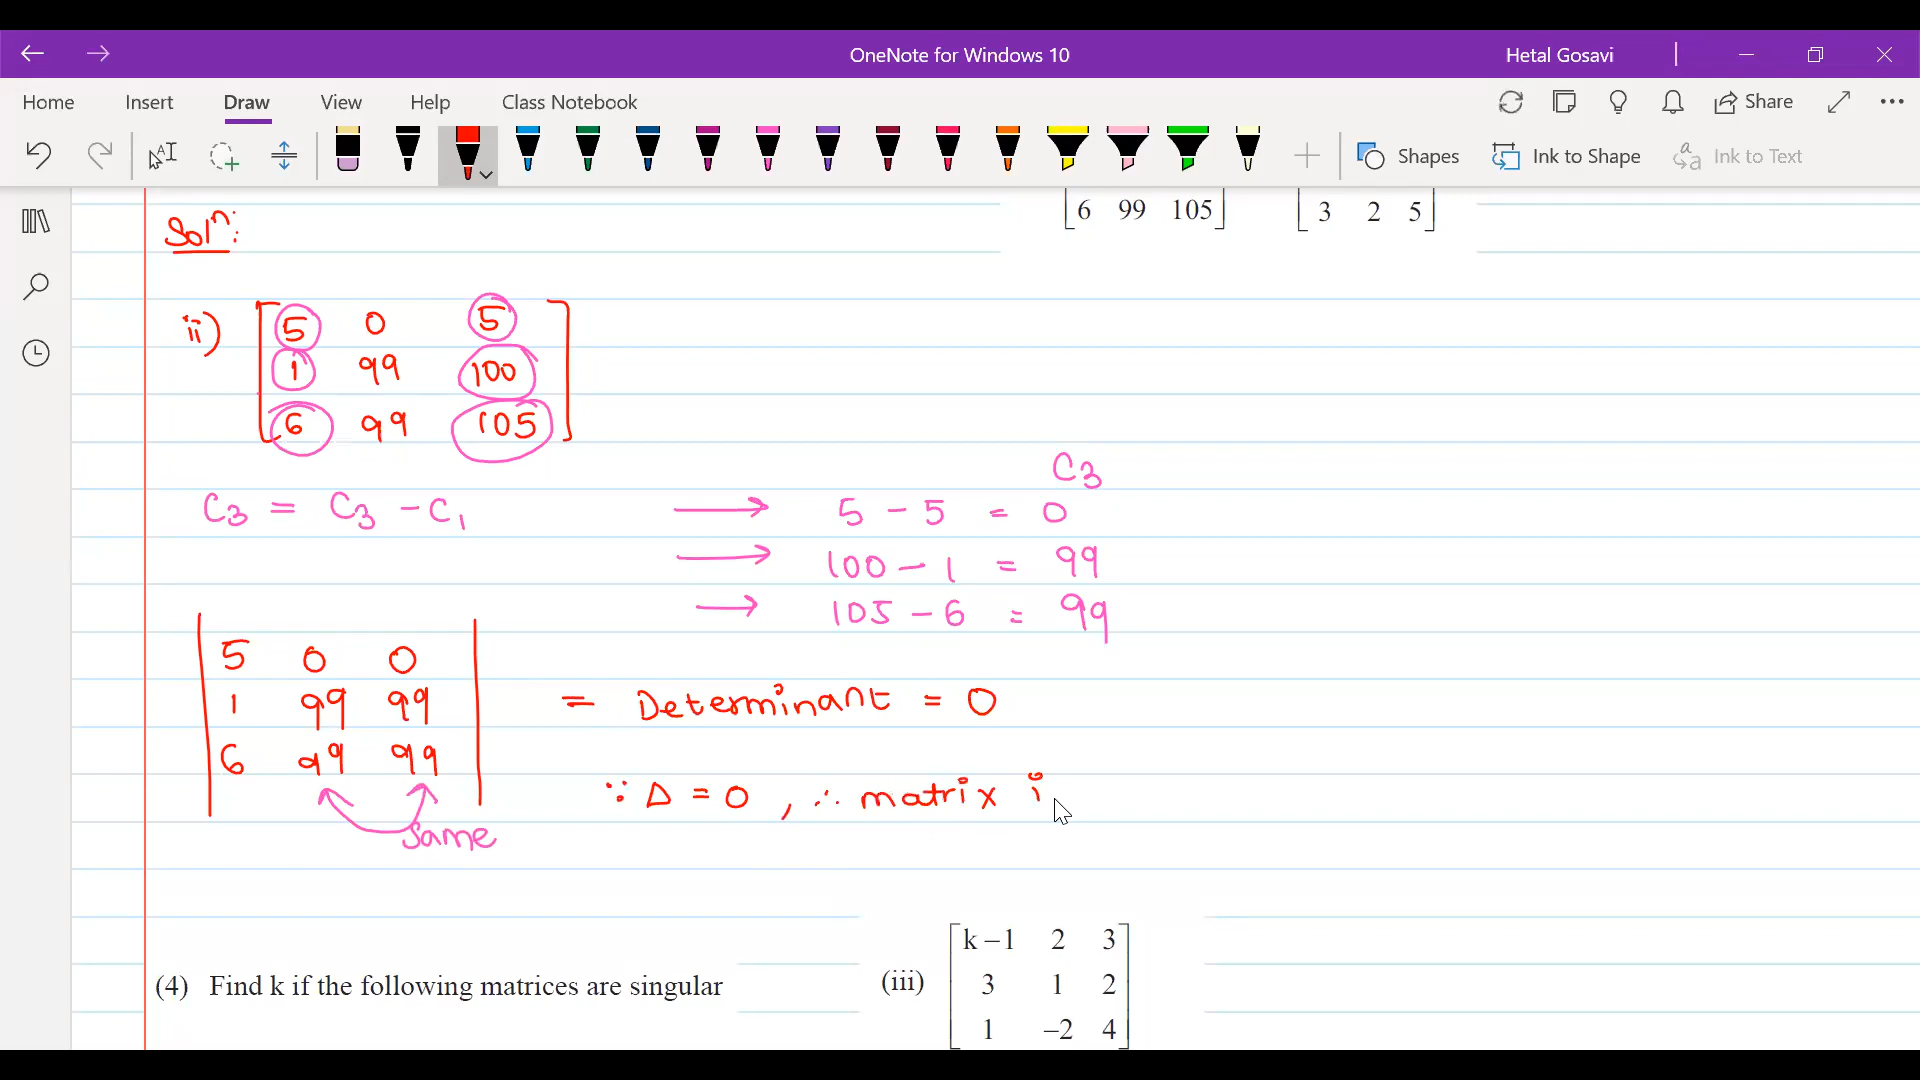 OneNote for Windows 10
Hetal Gosavi
Home Insert Draw View Help Class Notebook
Share
Shapes
Ink to Shape
Ink to Text
6 99 105
3 2 5
Solⁿ:
ii) 5 0 5
1 99 100
6 99 105
C₃
C₃ = C₃ - C₁ → 5 - 5 = 0
→ 100 - 1 = 99
→ 105 - 6 = 99
5 0 0
1 99 99
6 99 99
= Determinant = 0
∵ Δ = 0 , ∴ matrix i
Same
(4) Find k if the following matrices are singular
(iii) k – 1 2 3
3 1 2
1 –2 4